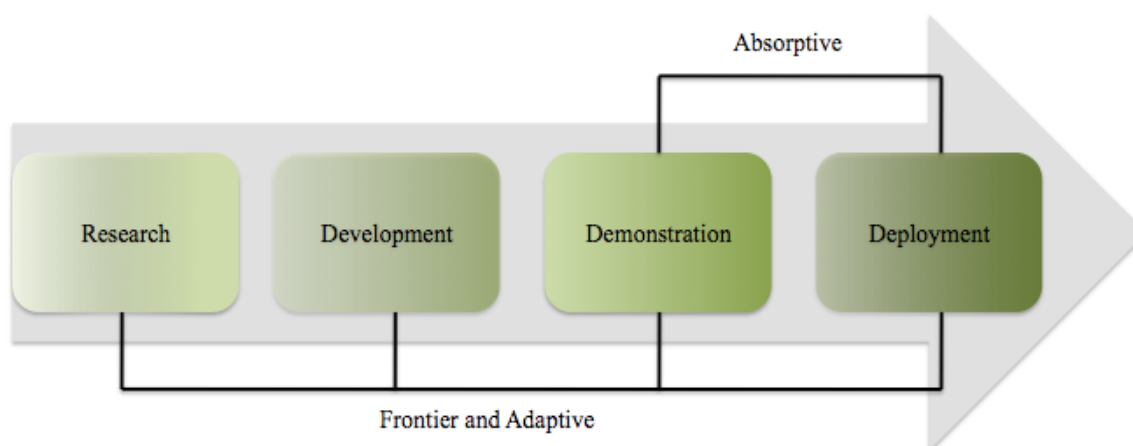 Absorptive
Research
Development
Demonstration
Deployment
Frontier and Adaptive